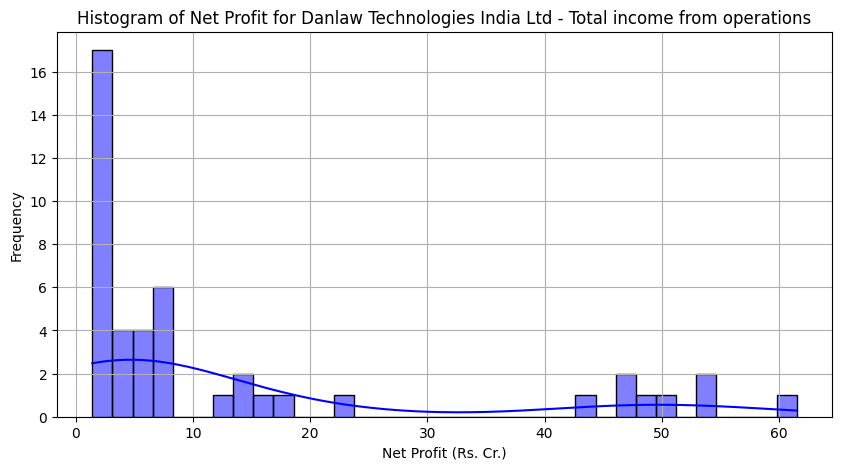 Histogram of Net Profit for Danlaw Technologies India Ltd - Total income from operations
Frequency
16
14
12
10
8
6
4
2
0
0 10 20 30 40 50 60
Net Profit (Rs. Cr.)